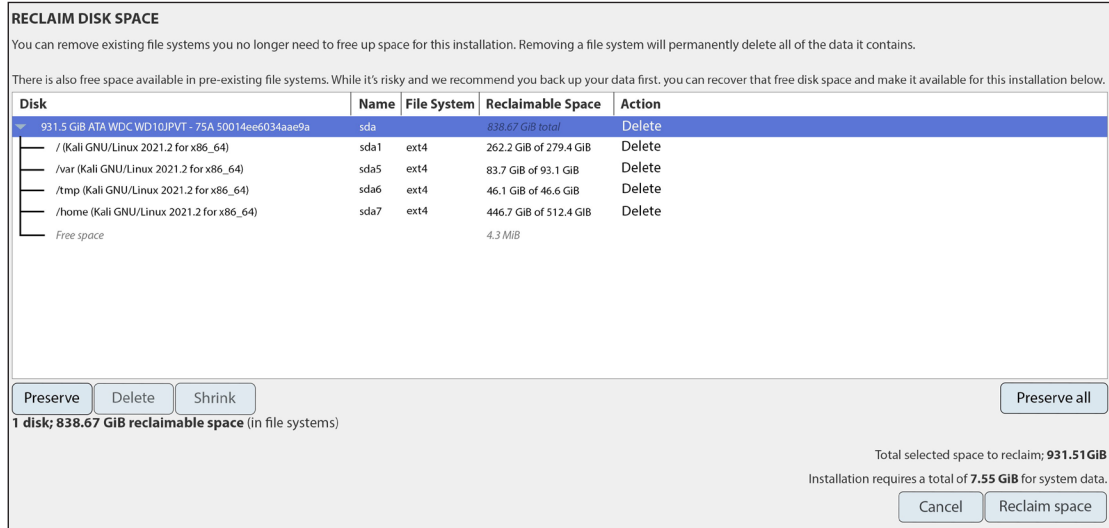 RECLAIM DISK SPACE
You can remove existing file systems you no longer need to free up space for this installation. Removing a file system will permanently delete all of the data it contains.
There is also free space available in pre-existing file systems. While it's risky and we recommend you back up your data first. you can recover that free disk space and make it available for this installation below.
Disk Name File System Reclaimable Space Action
931.5 GiB ATA WDC WD10JPVT - 75A 50014ee6034aae9a sda 838.67 GiB total Delete
/ (Kali GNU/Linux 2021.2 for x86_64) sda1 ext4 262.2 GiB of 279.4 GiB Delete
/var (Kali GNU/Linux 2021.2 for x86_64) sda5 ext4 83.7 GiB of 93.1 GiB Delete
/tmp (Kali GNU/Linux 2021.2 for x86_64) sda6 ext4 46.1 GiB of 46.6 GiB Delete
/home (Kali GNU/Linux 2021.2 for x86_64) sda7 ext4 446.7 GiB of 512.4 GIB Delete
Free space 4.3 MiB
Preserve Delete Shrink Preserve all
1 disk; 838.67 GiB reclaimable space (in file systems)
Total selected space to reclaim; 931.51GiB
Installation requires a total of 7.55 GiB for system data.
Cancel Reclaim space